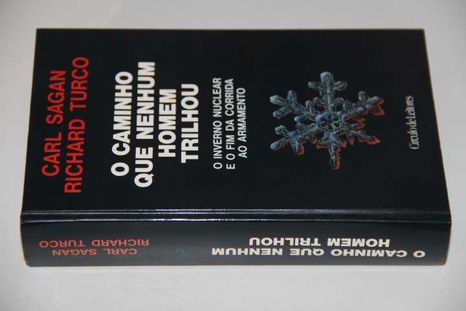 CARL SAGAN
RICHARD TURCO
O CAMINHO
QUE NENHUM
HOMEM
TRILHOU
O INVERNO NUCLEAR
E O FIM DA CORRIDA
AO ARMAMENTO
Círculo de Leitores
CARL SAGAN
RICHARD TURCO
O CAMINHO QUE NENHUM
HOMEM TRILHOU